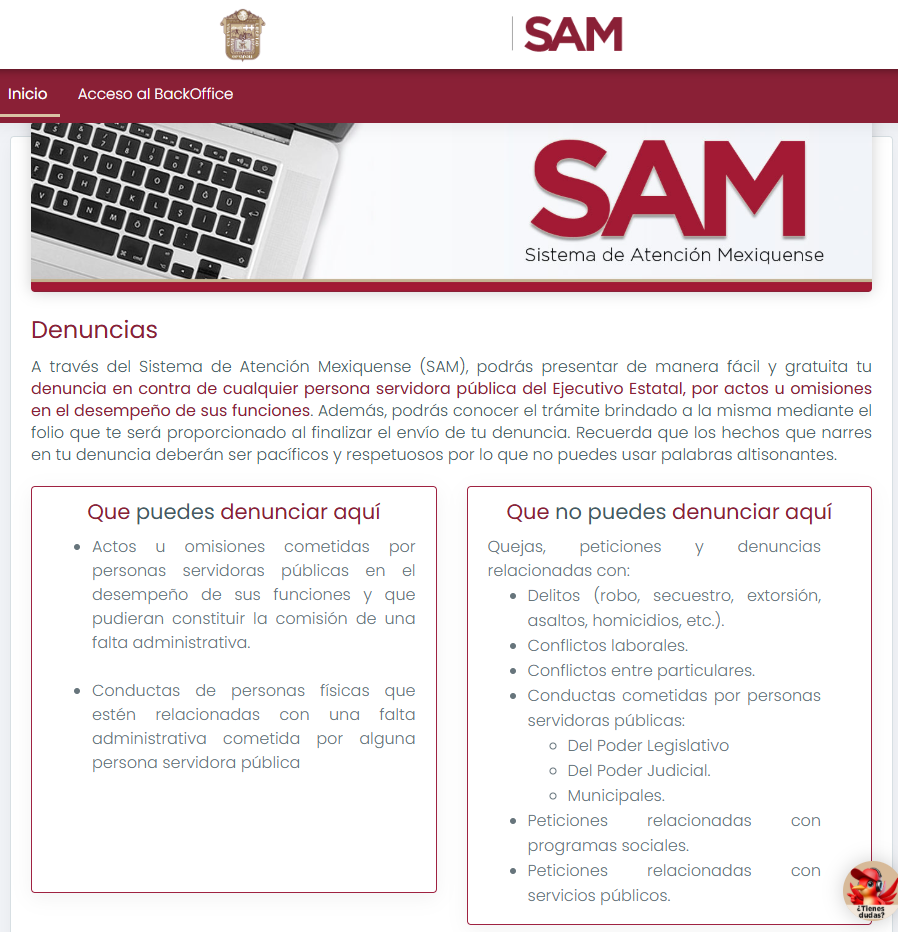 SAM
Inicio
Acceso al BackOffice
SAM
Sistema de Atención Mexiquense
Denuncias
A través del Sistema de Atención Mexiquense (SAM), podrás presentar de manera fácil y gratuita tu
denuncia en contra de cualquier persona servidora pública del Ejecutivo Estatal, por actos u omisiones
en el desempeño de sus funciones. Además, podrás conocer el trámite brindado a la misma mediante el
folio que te será proporcionado al finalizar el envío de tu denuncia. Recuerda que los hechos que narres
en tu denuncia deberán ser pacíficos y respetuosos por lo que no puedes usar palabras altisonantes.
Que puedes denunciar aquí
Actos u omisiones cometidas por
personas servidoras públicas en el
desempeño de sus funciones y que
pudieran constituir la comisión de una
falta administrativa.
Conductas de personas físicas que
estén relacionadas con una falta
administrativa cometida por alguna
persona servidora pública
Que no puedes denunciar aquí
Quejas, peticiones y denuncias
relacionadas con:
Delitos (robo, secuestro, extorsión,
asaltos, homicidios, etc.).
Conflictos laborales.
Conflictos entre particulares.
Conductas cometidas por personas
servidoras públicas:
Del Poder Legislativo
Del Poder Judicial.
Municipales.
Peticiones relacionadas con
programas sociales.
Peticiones relacionadas con
servicios públicos.
¿Tienes
dudas?